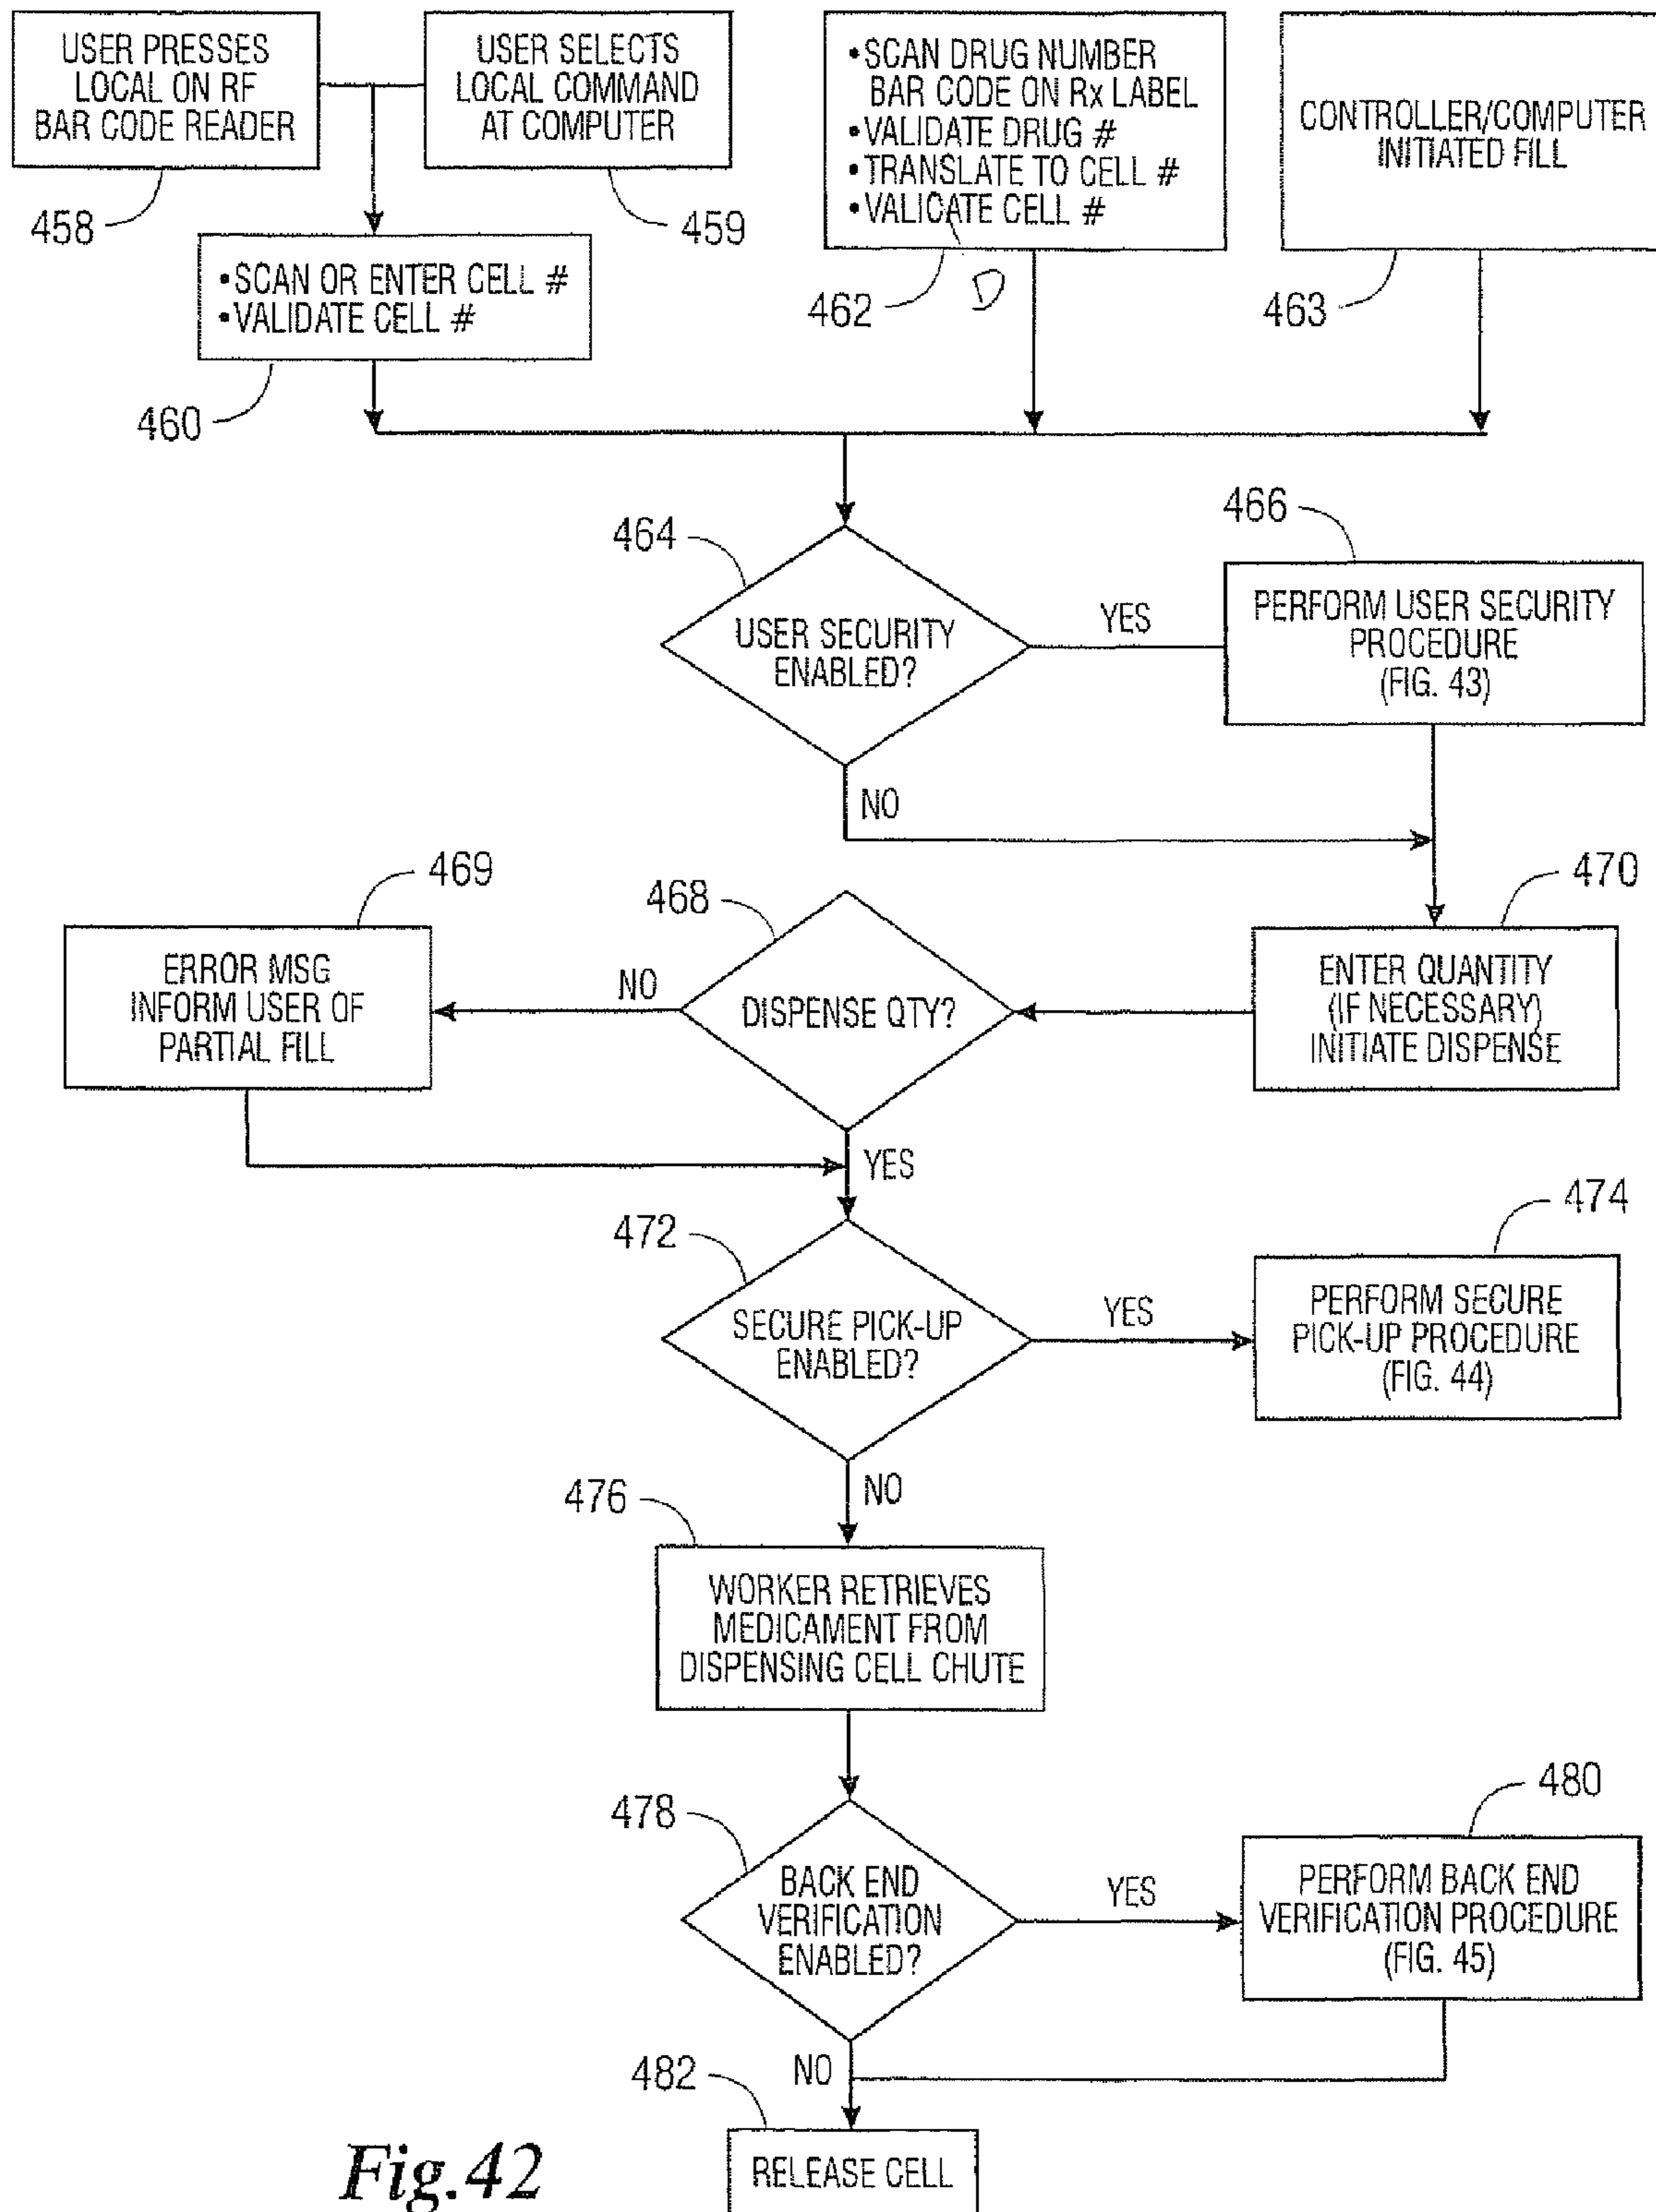 USER PRESSES
LOCAL ON RF
BAR CODE READER
458
USER SELECTS
LOCAL COMMAND
AT COMPUTER
459
•SCAN DRUG NUMBER
BAR CODE ON Rx LABEL
•VALIDATE DRUG #
•TRANSLATE TO CELL #
•VALICATE CELL #
D
462
CONTROLLER/COMPUTER
INITIATED FILL
463
•SCAN OR ENTER CELL #
•VALIDATE CELL #
460
464
USER SECURITY
ENABLED?
YES
NO
466
PERFORM USER SECURITY
PROCEDURE
(FIG. 43)
470
ENTER QUANTITY
(IF NECESSARY)
INITIATE DISPENSE
468
DISPENSE QTY?
NO
YES
469
ERROR MSG
INFORM USER OF
PARTIAL FILL
472
SECURE PICK-UP
ENABLED?
YES
NO
474
PERFORM SECURE
PICK-UP PROCEDURE
(FIG. 44)
476
WORKER RETRIEVES
MEDICAMENT FROM
DISPENSING CELL CHUTE
478
BACK END
VERIFICATION
ENABLED?
YES
NO
480
PERFORM BACK END
VERIFICATION PROCEDURE
(FIG. 45)
482
RELEASE CELL
Fig.42